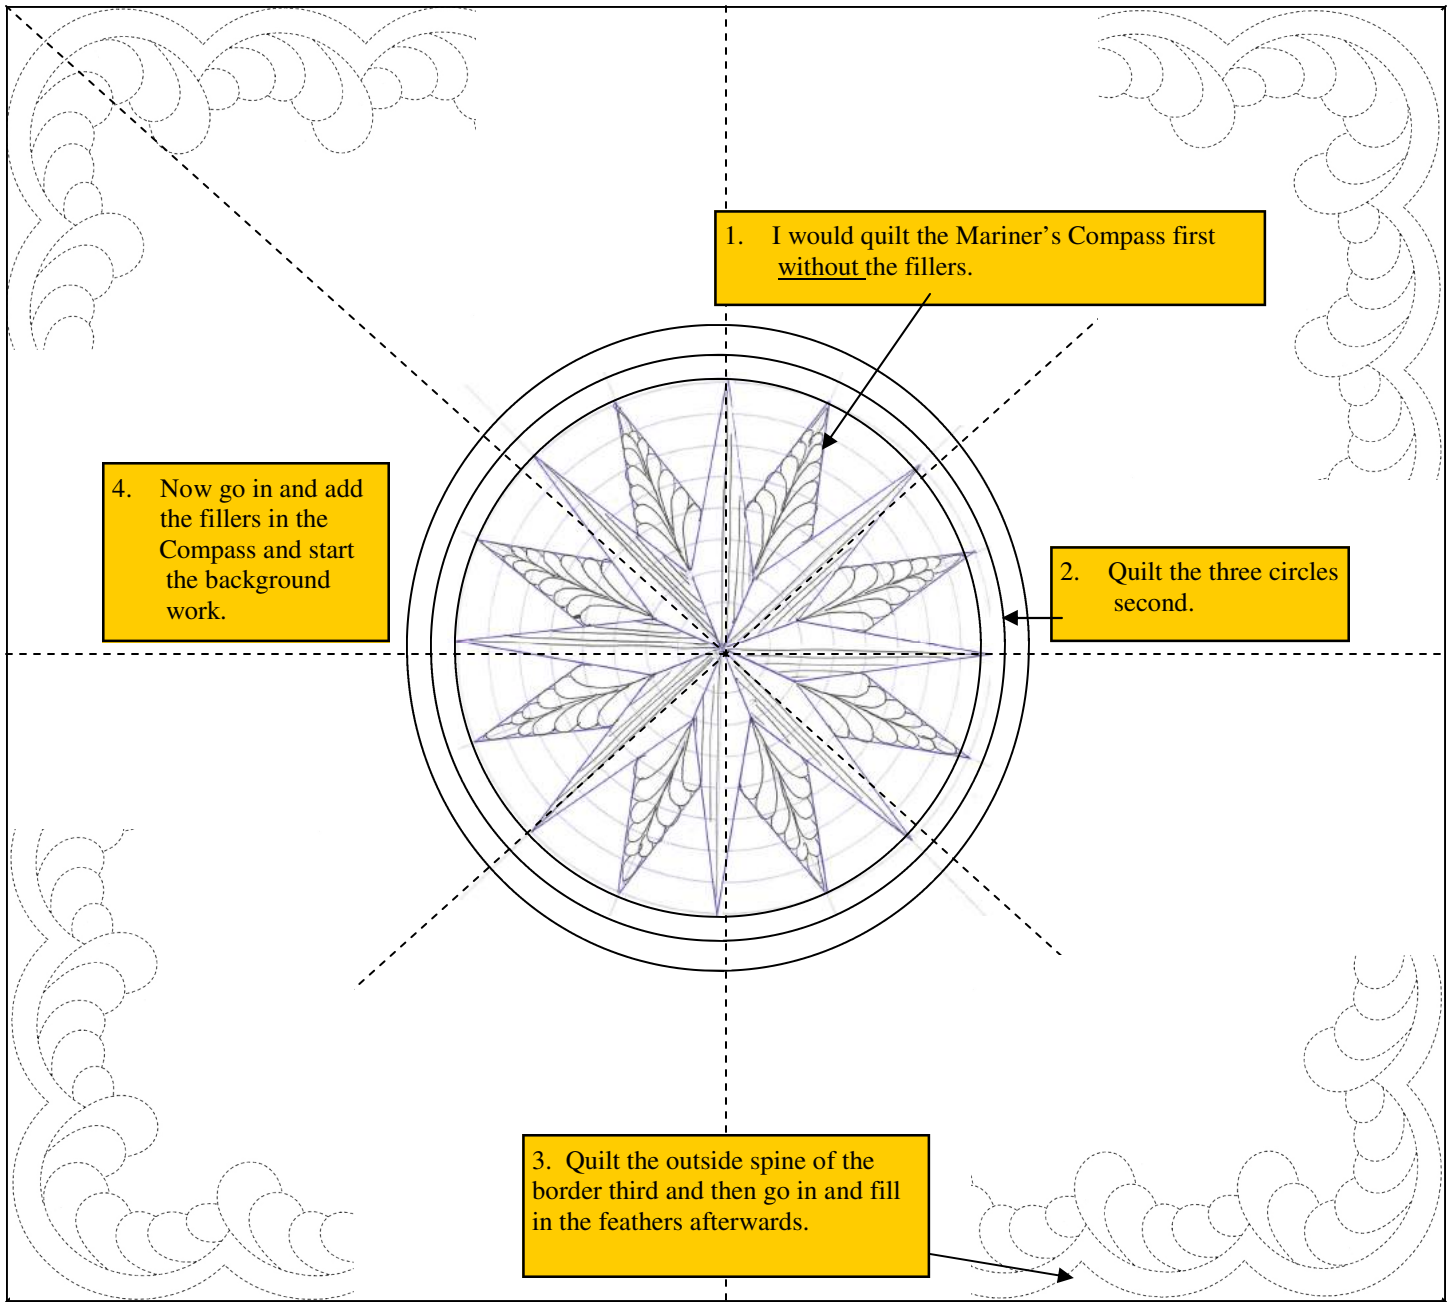 1. I would quilt the Mariner’s Compass first
without the fillers.
4. Now go in and add
the fillers in the
Compass and start
the background
work.
2. Quilt the three circles
second.
3. Quilt the outside spine of the
border third and then go in and fill
in the feathers afterwards.